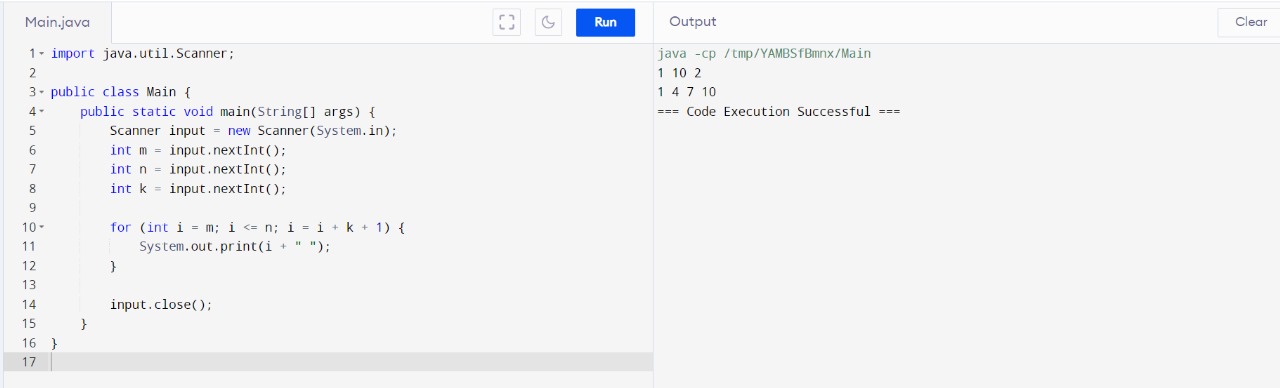 Main.java
Run
1 import java.util.Scanner;
2
3 public class Main {
4 public static void main(String[] args) {
5 Scanner input = new Scanner(System.in);
6 int m = input.nextInt();
7 int n = input.nextInt();
8 int k = input.nextInt();
9
10 for (int i = m; i <= n; i = i + k + 1) {
11 System.out.print(i + " ");
12 }
13
14 input.close();
15 }
16 }
17
Output
Clear
java -cp /tmp/YAMBSfBmnx/Main
1 10 2
1 4 7 10
=== Code Execution Successful ===